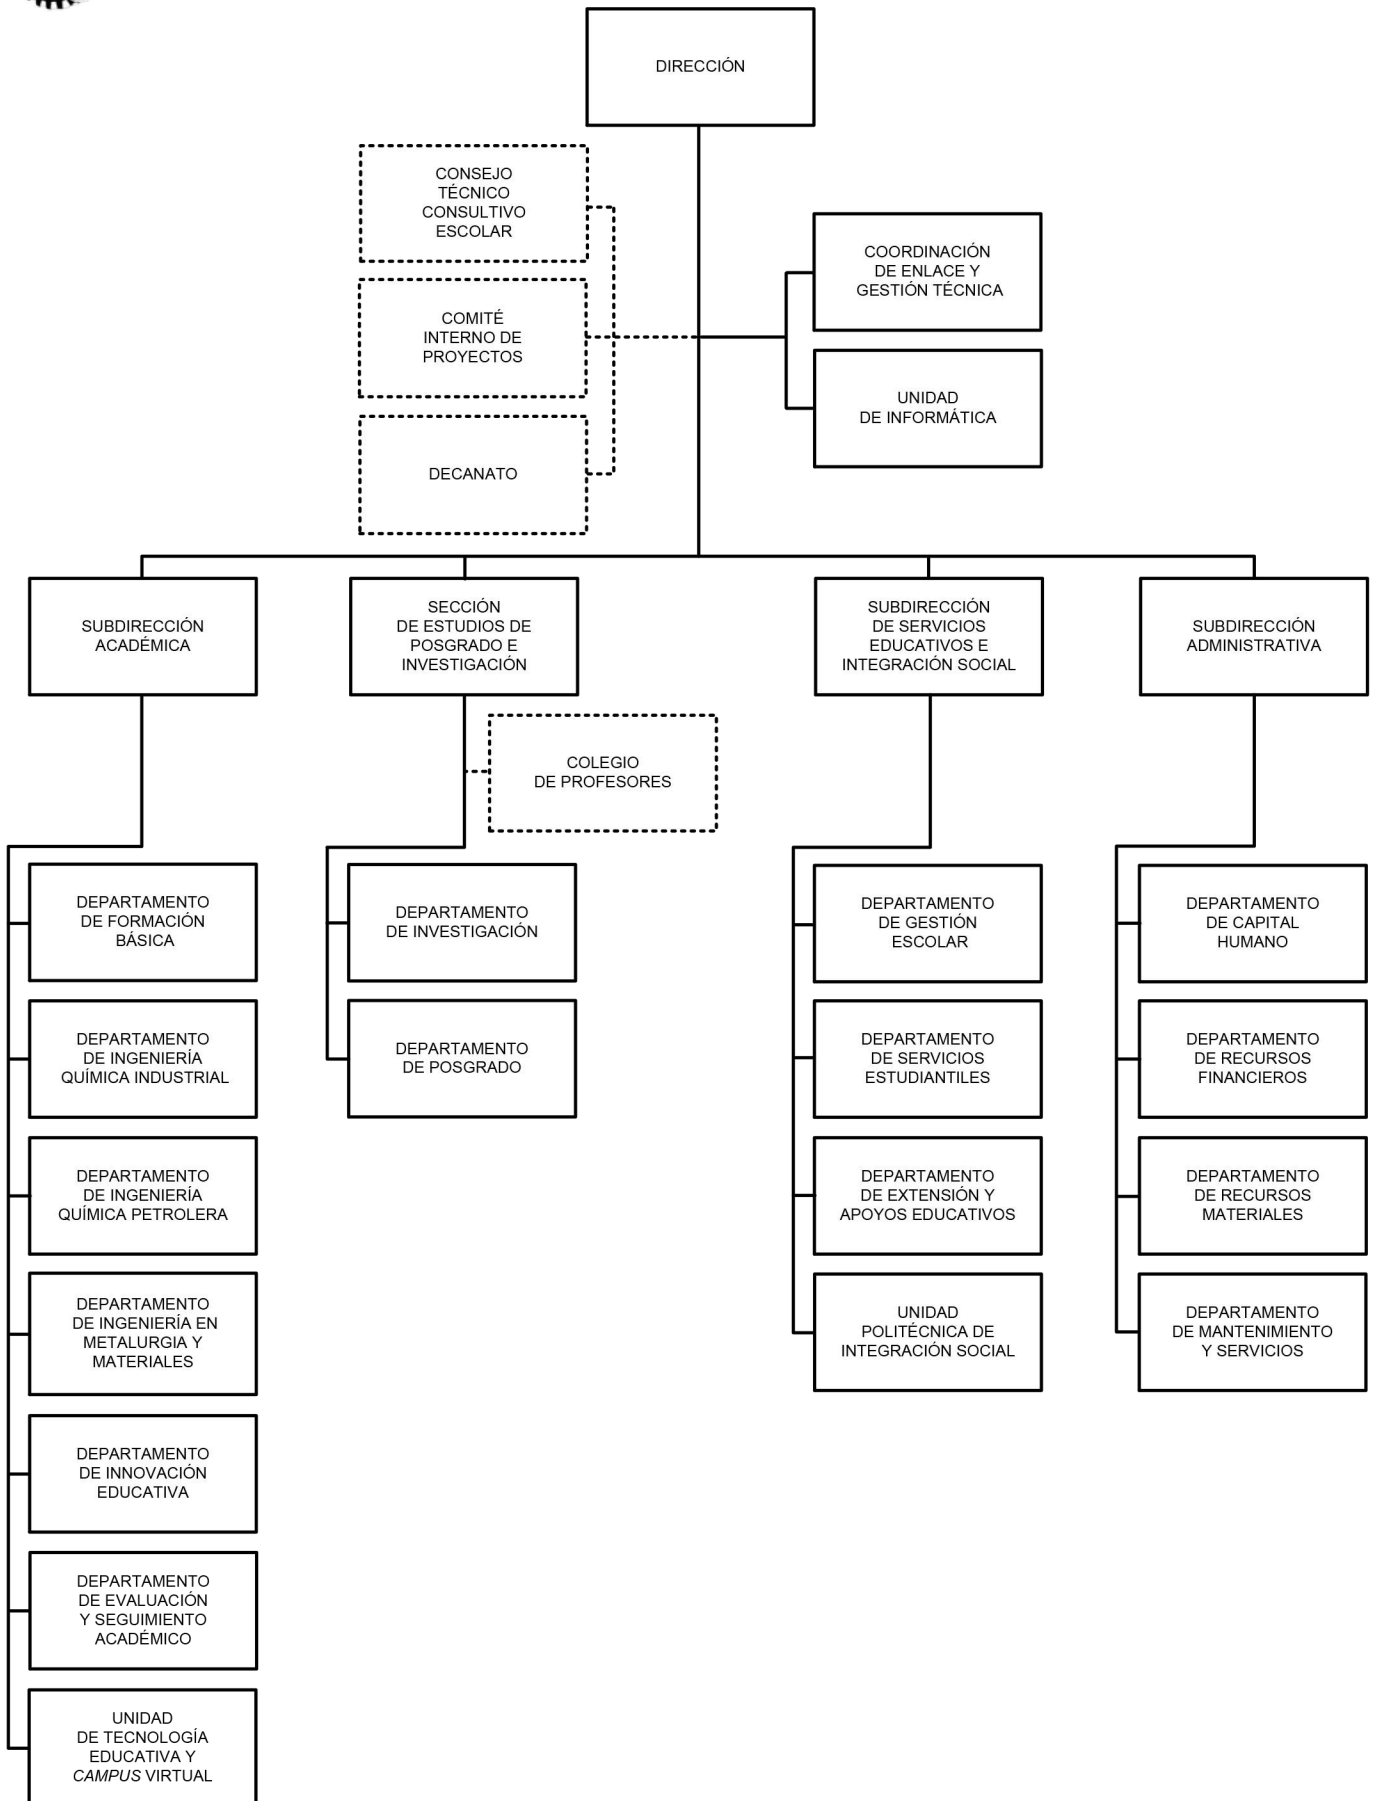 DIRECCIÓN
CONSEJO
TÉCNICO
CONSULTIVO
ESCOLAR
COORDINACIÓN
DE ENLACE Y
GESTIÓN TÉCNICA
COMITÉ
INTERNO DE
PROYECTOS
UNIDAD
DE INFORMÁTICA
DECANATO
SUBDIRECCIÓN
ACADÉMICA
SECCIÓN
DE ESTUDIOS DE
POSGRADO E
INVESTIGACIÓN
SUBDIRECCIÓN
DE SERVICIOS
EDUCATIVOS E
INTEGRACIÓN SOCIAL
SUBDIRECCIÓN
ADMINISTRATIVA
COLEGIO
DE PROFESORES
DEPARTAMENTO
DE FORMACIÓN
BÁSICA
DEPARTAMENTO
DE INGENIERÍA
QUÍMICA INDUSTRIAL
DEPARTAMENTO
DE INGENIERÍA
QUÍMICA PETROLERA
DEPARTAMENTO
DE INGENIERÍA EN
METALURGIA Y
MATERIALES
DEPARTAMENTO
DE INNOVACIÓN
EDUCATIVA
DEPARTAMENTO
DE EVALUACIÓN
Y SEGUIMIENTO
ACADÉMICO
UNIDAD
DE TECNOLOGÍA
EDUCATIVA Y
CAMPUS VIRTUAL
DEPARTAMENTO
DE INVESTIGACIÓN
DEPARTAMENTO
DE POSGRADO
DEPARTAMENTO
DE GESTIÓN
ESCOLAR
DEPARTAMENTO
DE SERVICIOS
ESTUDIANTILES
DEPARTAMENTO
DE EXTENSIÓN Y
APOYOS EDUCATIVOS
UNIDAD
POLITÉCNICA DE
INTEGRACIÓN SOCIAL
DEPARTAMENTO
DE CAPITAL
HUMANO
DEPARTAMENTO
DE RECURSOS
FINANCIEROS
DEPARTAMENTO
DE RECURSOS
MATERIALES
DEPARTAMENTO
DE MANTENIMIENTO
Y SERVICIOS